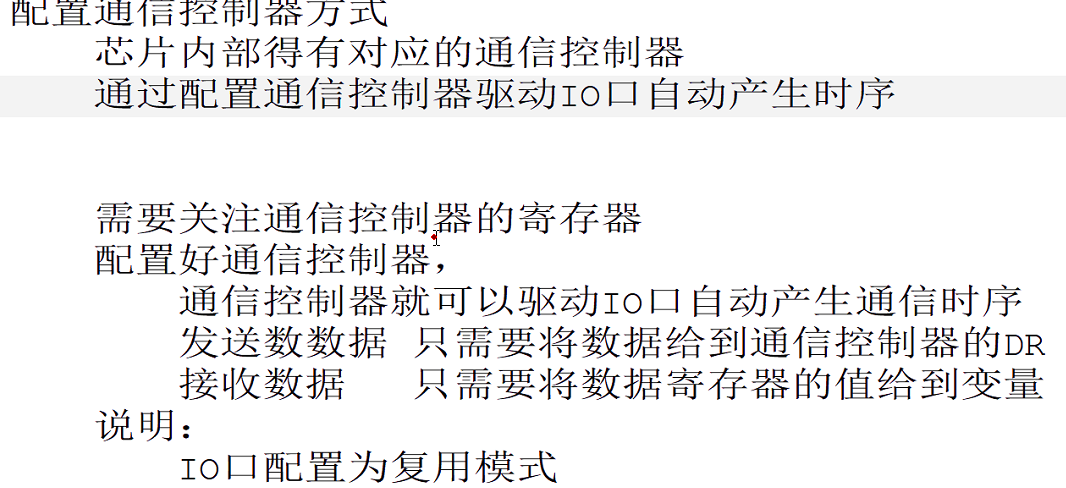 配置通信控制器方式
芯片内部得有对应的通信控制器
通过配置通信控制器驱动IO口自动产生时序
需要关注通信控制器的寄存器
配置好通信控制器,
通信控制器就可以驱动IO口自动产生通信时序
发送数数据 只需要将数据给到通信控制器的DR
接收数据 只需要将数据寄存器的值给到变量
说明:
IO口配置为复用模式